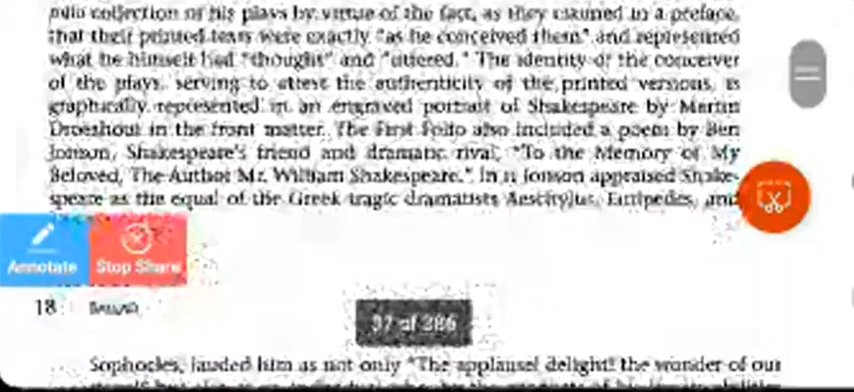 folio collection of his plays by virtue of the fact, as they claimed in a preface,
that their printed texts were exactly "as he conceived them" and represented
what he himself had "thought" and "uttered." The identity of the conceiver
of the plays, serving to attest the authenticity of the printed versions, is
graphically represented in an engraved portrait of Shakespeare by Martin
Droeshout in the front matter. The First Folio also included a poem by Ben
Jonson, Shakespeare's friend and dramatic rival, "To the Memory of My
Beloved, The Author Mr. William Shakespeare." In it Jonson appraised Shake-
speare as the equal of the Greek tragic dramatists Aeschylus, Euripedes, and
Annotate Stop Share
18 BALLAD
37 of 386
Sophocles, lauded him as not only "The applause! delight! the wonder of our